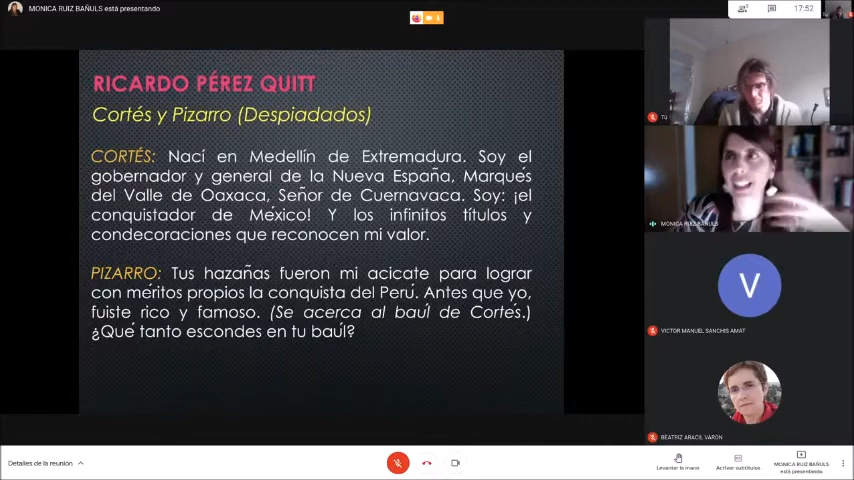 MONICA RUIZ BAÑULS está presentando
17:52
RICARDO PÉREZ QUITT
Cortés y Pizarro (Despiadados)
CORTÉS: Nací en Medellín de Extremadura. Soy el
gobernador y general de la Nueva España, Marqués
del Valle de Oaxaca, Señor de Cuernavaca. Soy: ¡el
conquistador de México! Y los infinitos títulos y
condecoraciones que reconocen mi valor.
PIZARRO: Tus hazañas fueron mi acicate para lograr
con méritos propios la conquista del Perú. Antes que yo,
fuiste rico y famoso. (Se acerca al baúl de Cortés.)
¿Qué tanto escondes en tu baúl?
Tú
MONICA RUIZ BAÑULS
V
VICTOR MANUEL SANCHIS AMAT
BEATRIZ ARACIL VARON
Detalles de la reunión
Levantar la mano
Activar subtítulos
MONICA RUIZ BAÑULS
está presentando